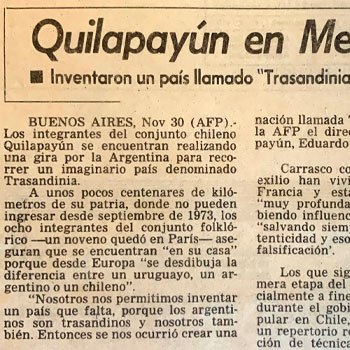 Quilapayún en Me
■ Inventaron un país llamado "Trasandinia
BUENOS AIRES, Nov 30 (AFP).-
Los integrantes del conjunto chileno
Quilapayún se encuentran realizando
una gira por la Argentina para reco-
rrer un imaginario país denominado
Trasandinia.
A unos pocos centenares de kiló-
metros de su patria, donde no pueden
ingresar desde septiembre de 1973, los
ocho integrantes del conjunto folkló-
rico —un noveno quedó en París— ase-
guran que se encuentran "en su casa"
porque desde Europa "se desdibuja la
diferencia entre un uruguayo, un ar-
gentino o un chileno".
"Nosotros nos permitimos inventar
un país que falta, porque los argenti-
nos son trasandinos y nosotros tam-
bién. Entonces se nos ocurrió crear una
nación llamada
la AFP el direc
payún, Eduardo
Carrasco co
exilio han viv
Francia y est
"muy profunda
biendo influenc
"salvando siem
tenticidad y eso
falsificación'.
Los que sig
mera etapa del
cialmente a fine
durante el gobi
pular en Chile,
un repertorio re
ción de técnica